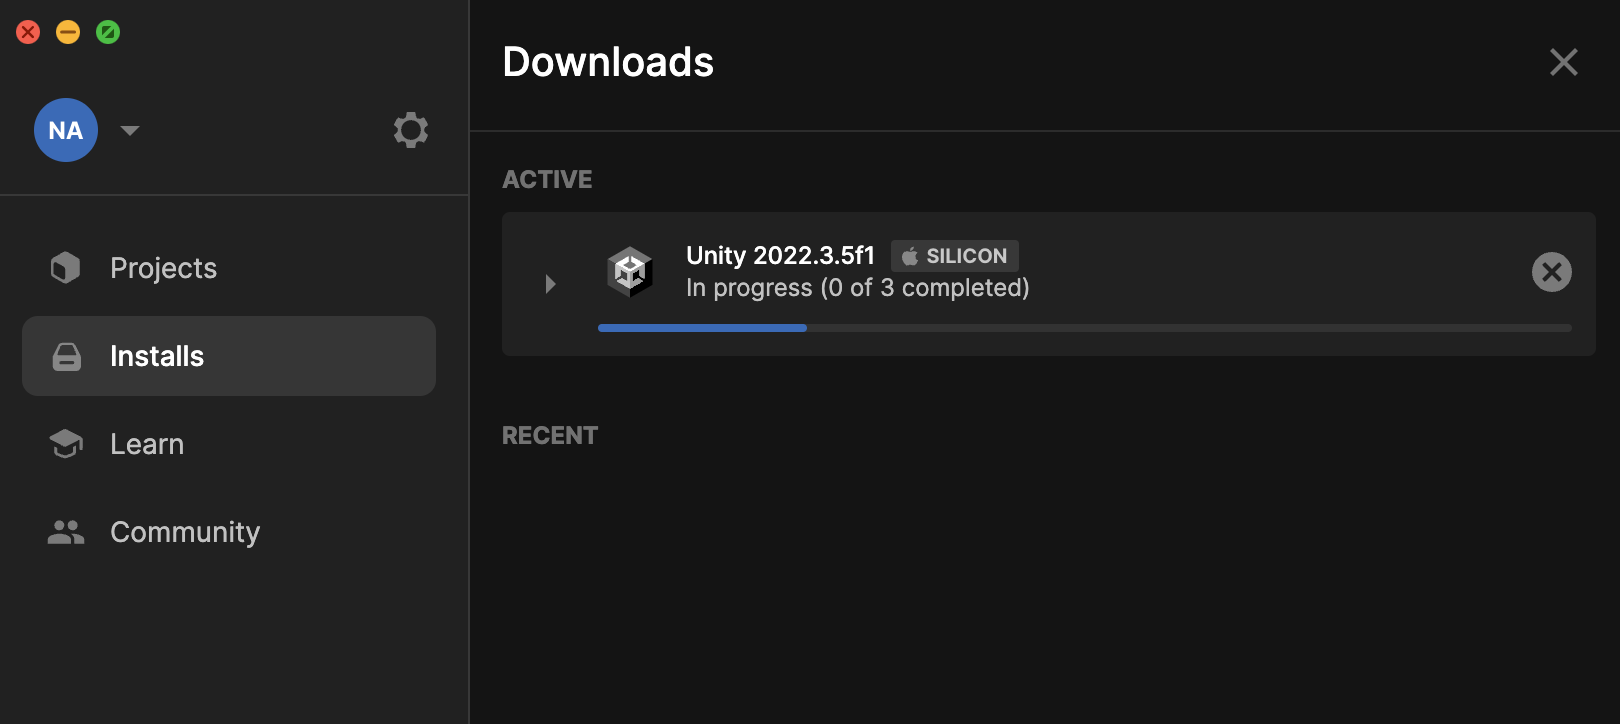 NA
Projects
Installs
Learn
Community
Downloads
ACTIVE
Unity 2022.3.5f1 SILICON
In progress (0 of 3 completed)
RECENT